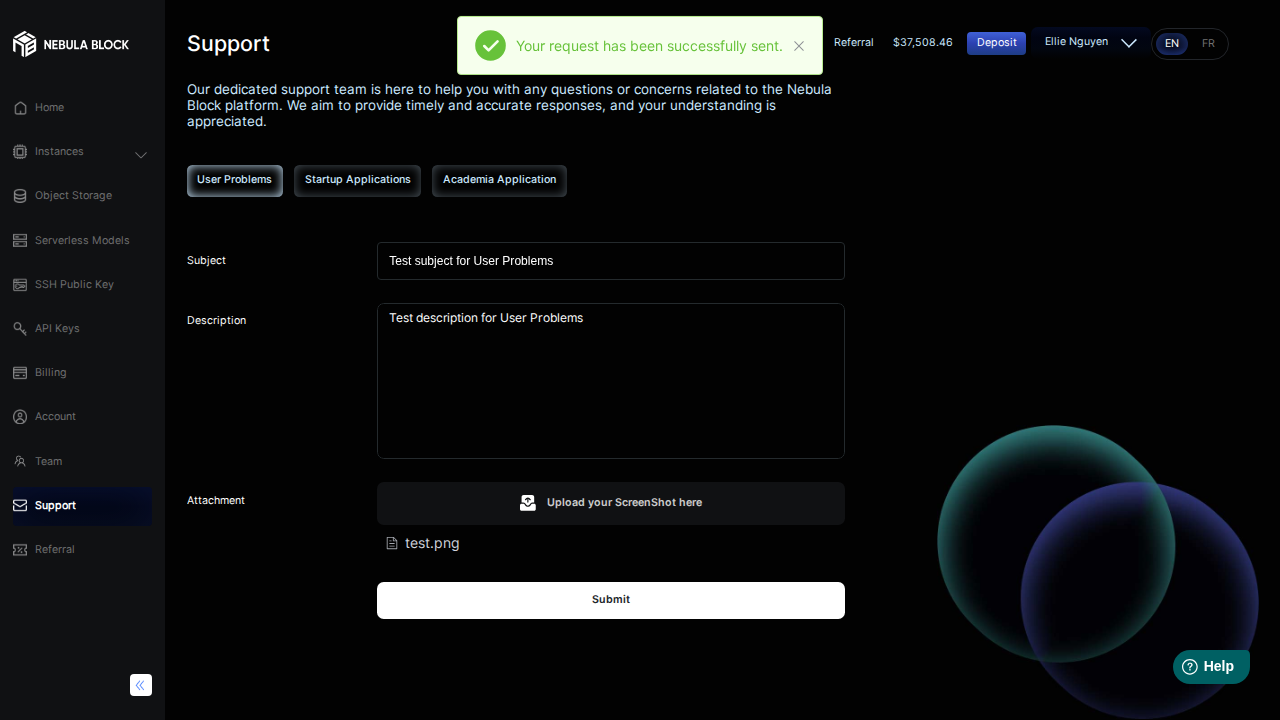 NEBULA BLOCK
Home
Instances
Object Storage
Serverless Models
SSH Public Key
API Keys
Billing
Account
Team
Support
Referral
Support
Your request has been successfully sent.
Referral
$37,508.46
Deposit
Ellie Nguyen
EN
FR
Our dedicated support team is here to help you with any questions or concerns related to the Nebula
Block platform. We aim to provide timely and accurate responses, and your understanding is
appreciated.
User Problems
Startup Applications
Academia Application
Subject
Test subject for User Problems
Description
Test description for User Problems
Attachment
Upload your ScreenShot here
test.png
Submit
Help